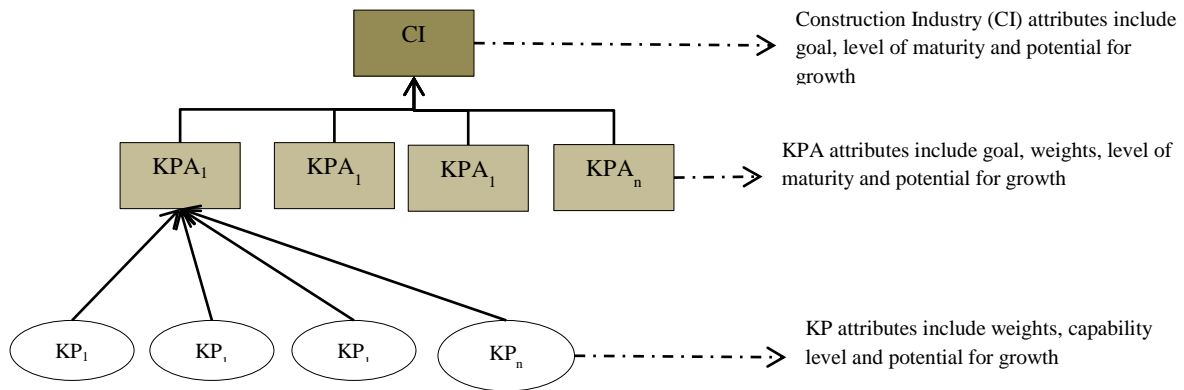 CI
Construction Industry (CI) attributes include
goal, level of maturity and potential for
growth
KPA₁
KPA₁
KPA₁
KPAₙ
KPA attributes include goal, weights, level of
maturity and potential for growth
KP₁
KP₁
KP₁
KPₙ
KP attributes include weights, capability
level and potential for growth